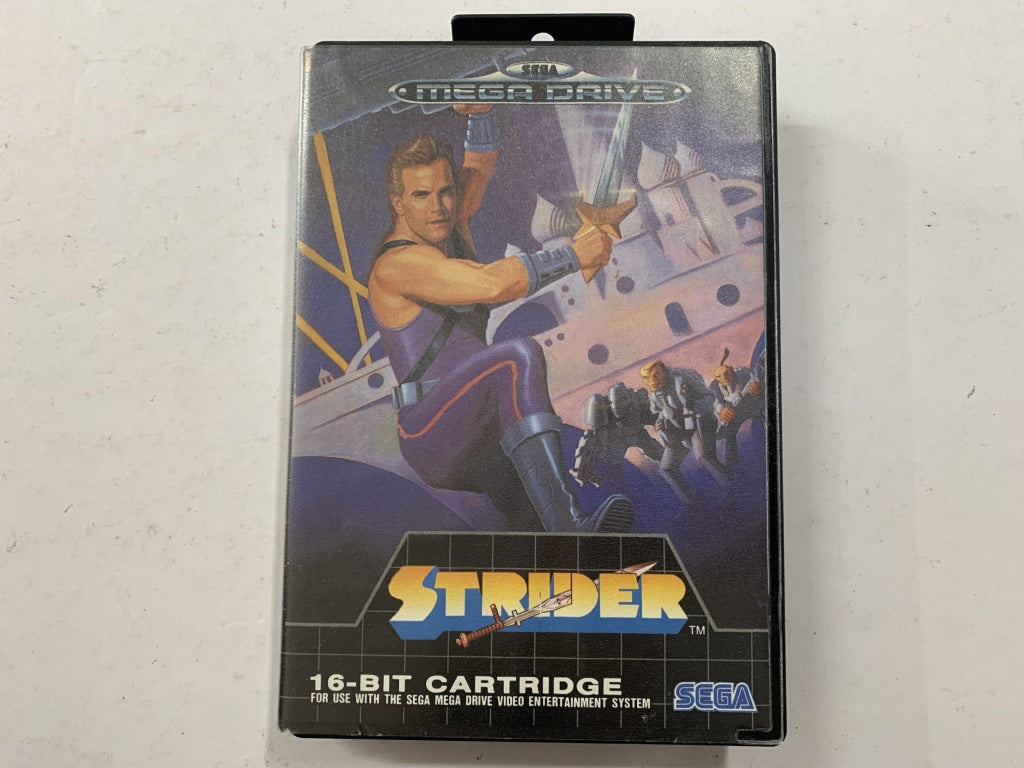 SEGA
MEGA DRIVE
STRIDER
TM
16-BIT CARTRIDGE
FOR USE WITH THE SEGA MEGA DRIVE VIDEO ENTERTAINMENT SYSTEM
SEGA